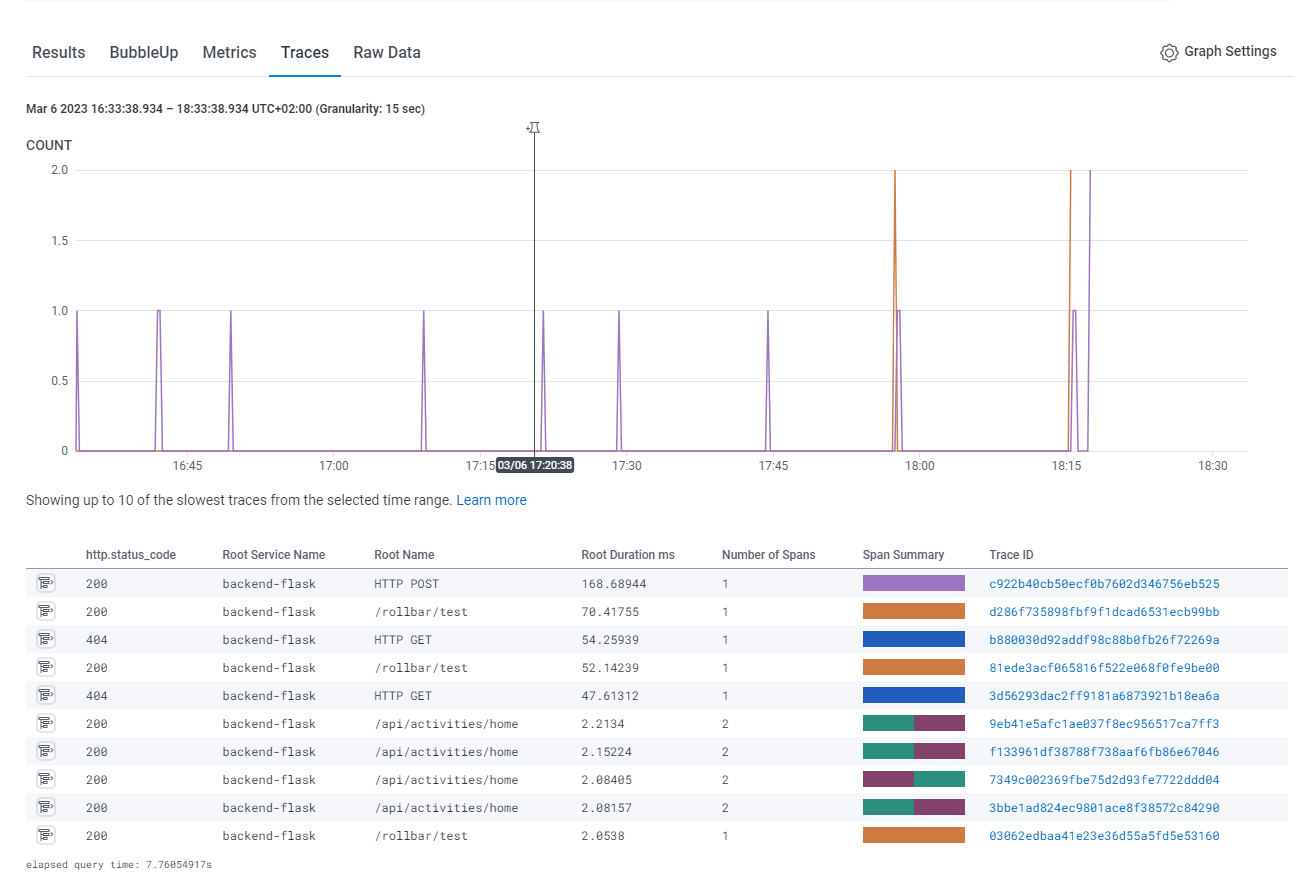 Results BubbleUp Metrics Traces Raw Data Graph Settings
Mar 6 2023 16:33:38.934 – 18:33:38.934 UTC+02:00 (Granularity: 15 sec)
COUNT
2.0
1.5
1.0
0.5
0
16:45 17:00 17:15 03/06 17:20:38 17:30 17:45 18:00 18:15 18:30
Showing up to 10 of the slowest traces from the selected time range. Learn more
http.status_code Root Service Name Root Name Root Duration ms Number of Spans Span Summary Trace ID
200 backend-flask HTTP POST 168.68944 1 c922b40cb50ecf0b7602d346756eb525
200 backend-flask /rollbar/test 70.41755 1 d286f735898fbf9f1dcad6531ecb99bb
404 backend-flask HTTP GET 54.25939 1 b880030d92addf98c88b0fb26f72269a
200 backend-flask /rollbar/test 52.14239 1 81ede3acf065816f522e068f0fe9be00
404 backend-flask HTTP GET 47.61312 1 3d56293dac2ff9181a6873921b18ea6a
200 backend-flask /api/activities/home 2.2134 2 9eb41e5afc1ae037f8ec956517ca7ff3
200 backend-flask /api/activities/home 2.15224 2 f133961df38788f738aaf6fb86e67046
200 backend-flask /api/activities/home 2.08405 2 7349c002369fbe75d2d93fe7722ddd04
200 backend-flask /api/activities/home 2.08157 2 3bbe1ad824ec9801ace8f38572c84290
200 backend-flask /rollbar/test 2.0538 1 03062edbaa41e23e36d55a5fd5e53160
elapsed query time: 7.76054917s